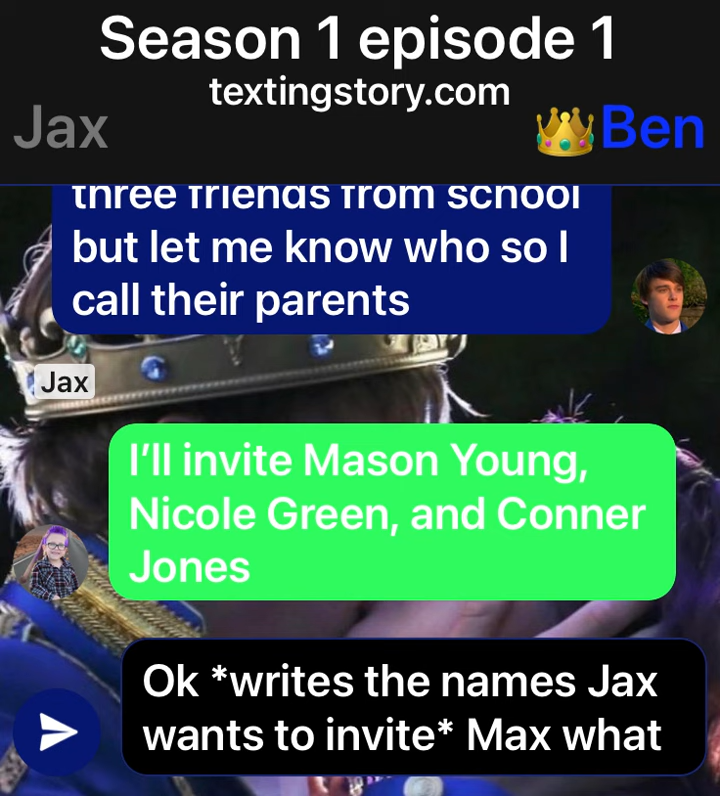 Season 1 episode 1
textingstory.com
Jax
Ben
three friends from school
but let me know who so I
call their parents
Jax
I'll invite Mason Young,
Nicole Green, and Conner
Jones
Ok *writes the names Jax
wants to invite* Max what